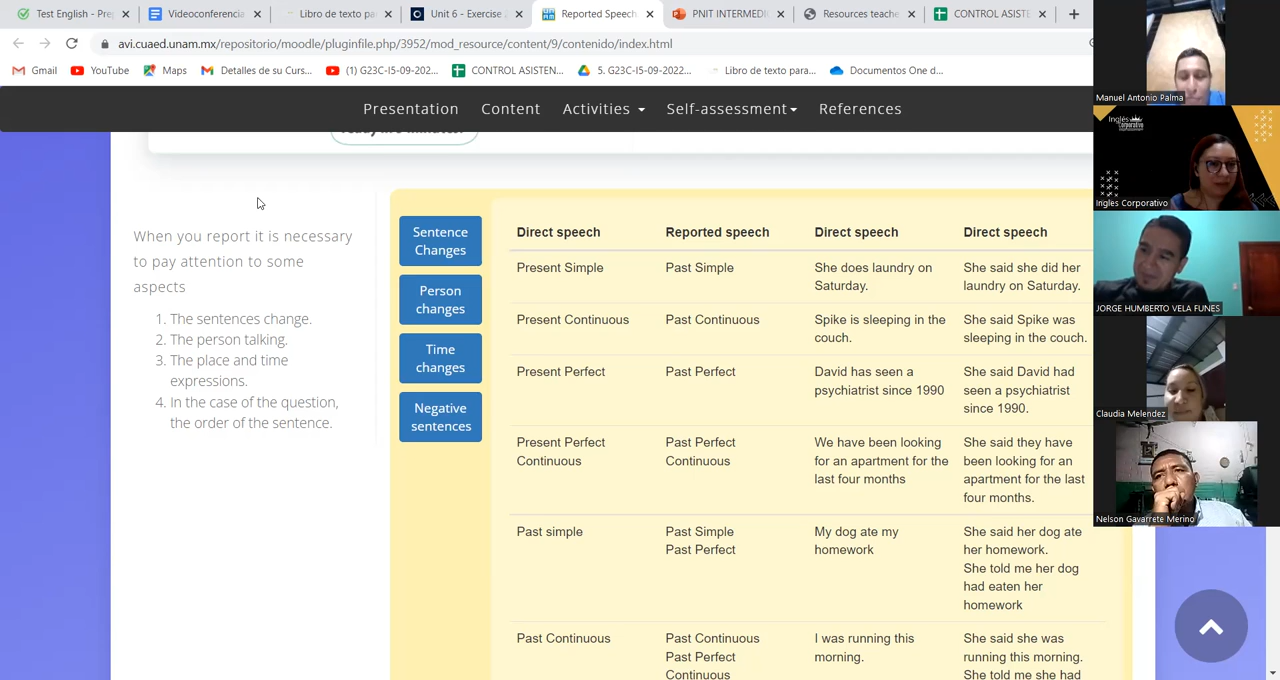 Test English - Pre
Videoconferencia
Libro de texto pa
Unit 6 - Exercise
Reported Speech
PNIT INTERMEDI
Resources teache
CONTROL ASISTE
avi.cuaed.unam.mx/repositorio/moodle/pluginfile.php/3952/mod_resource/content/9/contenido/index.html
Gmail
YouTube
Maps
Detalles de su Curs...
(1) G23C-I5-09-202...
CONTROL ASISTEN...
5. G23C-I5-09-2022...
Libro de texto para...
Documentos One d...
Presentation
Content
Activities
Self-assessment
References
When you report it is necessary
to pay attention to some
aspects
1. The sentences change.
2. The person talking.
3. The place and time
expressions.
4. In the case of the question,
the order of the sentence.
Sentence
Changes
Person
changes
Time
changes
Negative
sentences
Direct speech
Reported speech
Direct speech
Direct speech
Present Simple
Past Simple
She does laundry on
Saturday.
She said she did her
laundry on Saturday.
Present Continuous
Past Continuous
Spike is sleeping in the
couch.
She said Spike was
sleeping in the couch.
Present Perfect
Past Perfect
David has seen a
psychiatrist since 1990
She said David had
seen a psychiatrist
since 1990.
Present Perfect
Continuous
Past Perfect
Continuous
We have been looking
for an apartment for the
last four months
She said they have
been looking for an
apartment for the last
four months.
Past simple
Past Simple
Past Perfect
My dog ate my
homework
She said her dog ate
her homework.
She told me her dog
had eaten her
homework
Past Continuous
Past Continuous
Past Perfect
Continuous
I was running this
morning.
She said she was
running this morning.
She told me she had
Manuel Antonio Palma
Inglés
Corporativo
Ingles Corporativo
JORGE HUMBERTO VELA FUNES
Claudia Melendez
Nelson Gavarrete Merino